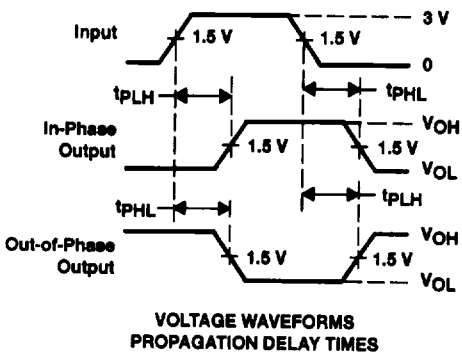 Input
1.5 V
1.5 V
3 V
0
tPLH
tPHL
In-Phase
Output
1.5 V
1.5 V
VOH
VOL
tPHL
tPLH
Out-of-Phase
Output
1.5 V
1.5 V
VOH
VOL
VOLTAGE WAVEFORMS
PROPAGATION DELAY TIMES